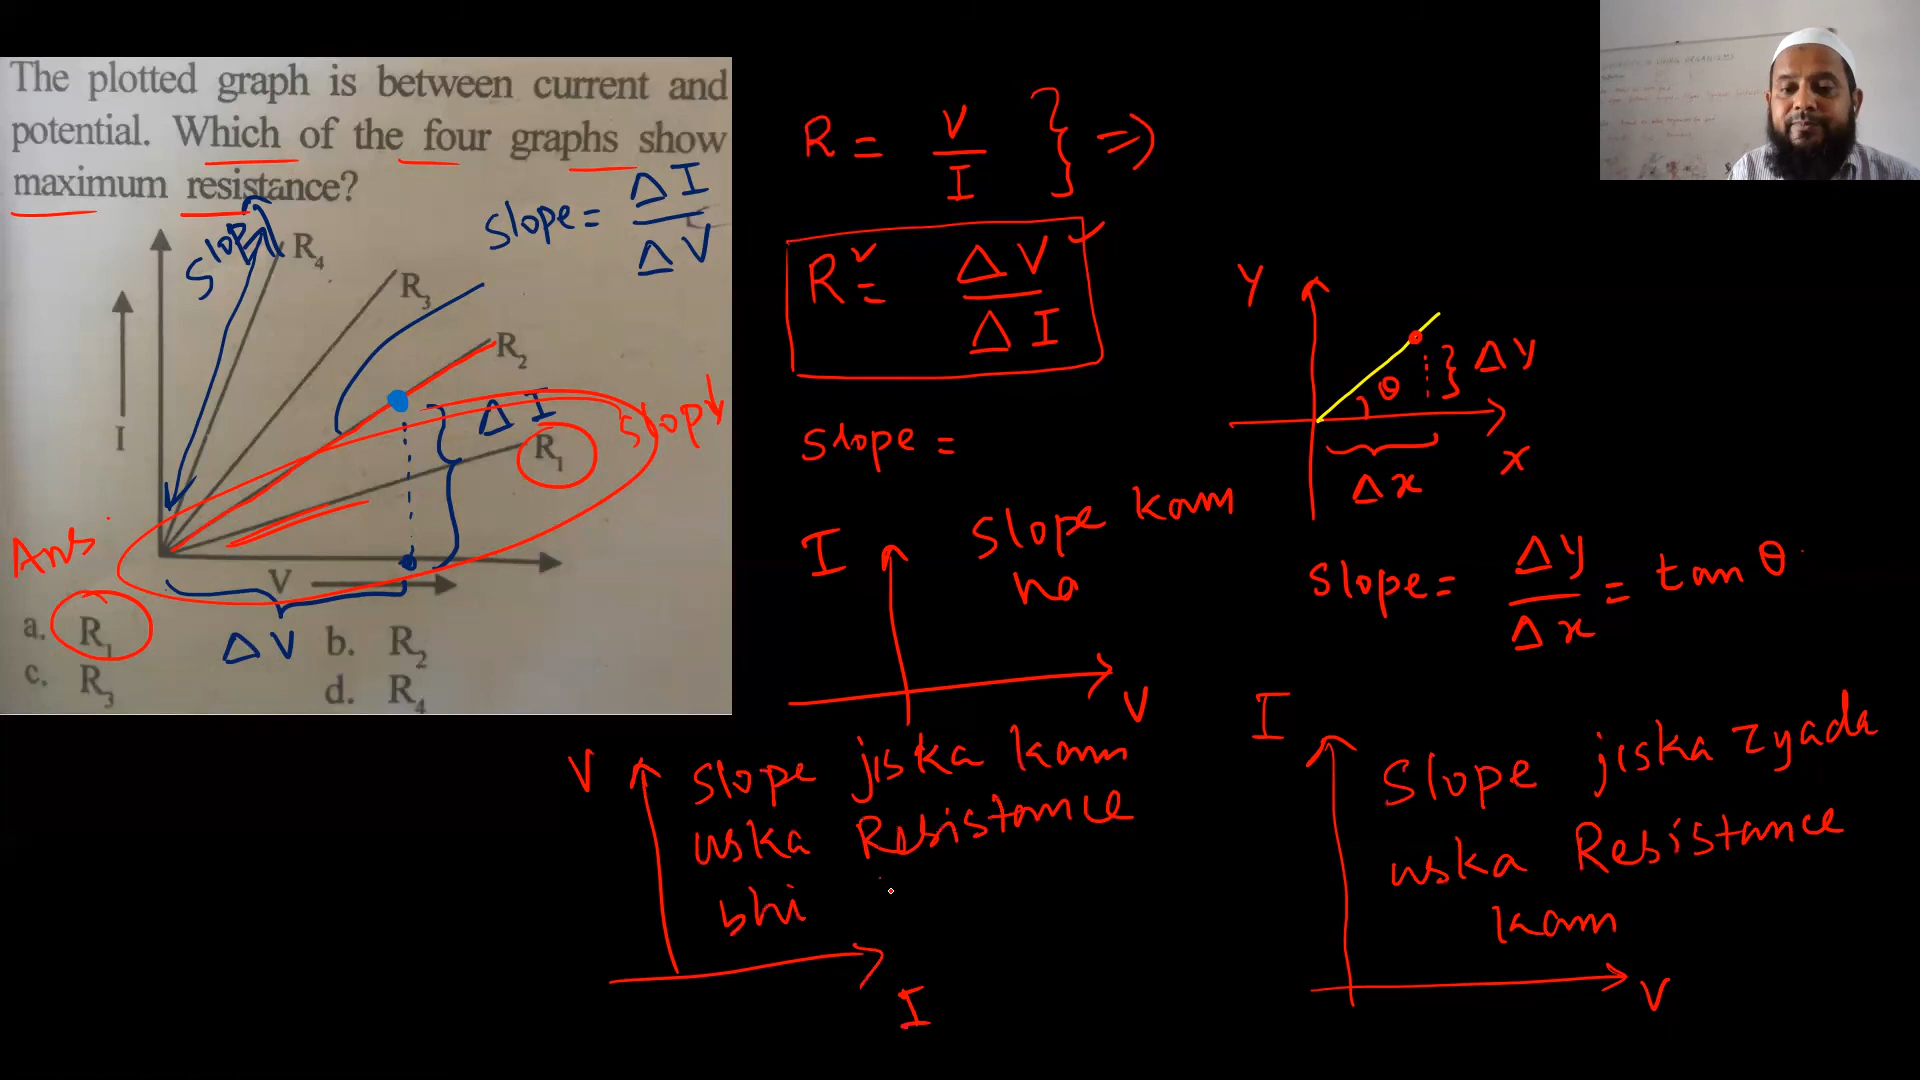 The plotted graph is between current and
potential. Which of the four graphs show
maximum resistance?
slope = ΔI / ΔV
Slop
R₄
R₃
R₂
ΔI
R₁
slop↓
I
Ans
V
ΔV
a. R₁
b. R₂
c. R₃
d. R₄
R = V / I } ⇒
R = ΔV / ΔI
slope =
Y
θ
ΔY
X
Δx
slope = Δy / Δx = tan θ
I
Slope kam
ho
V
V
slope jiska kam
uska Resistance
bhi
I
I
Slope jiska zyada
uska Resistance
kam
V